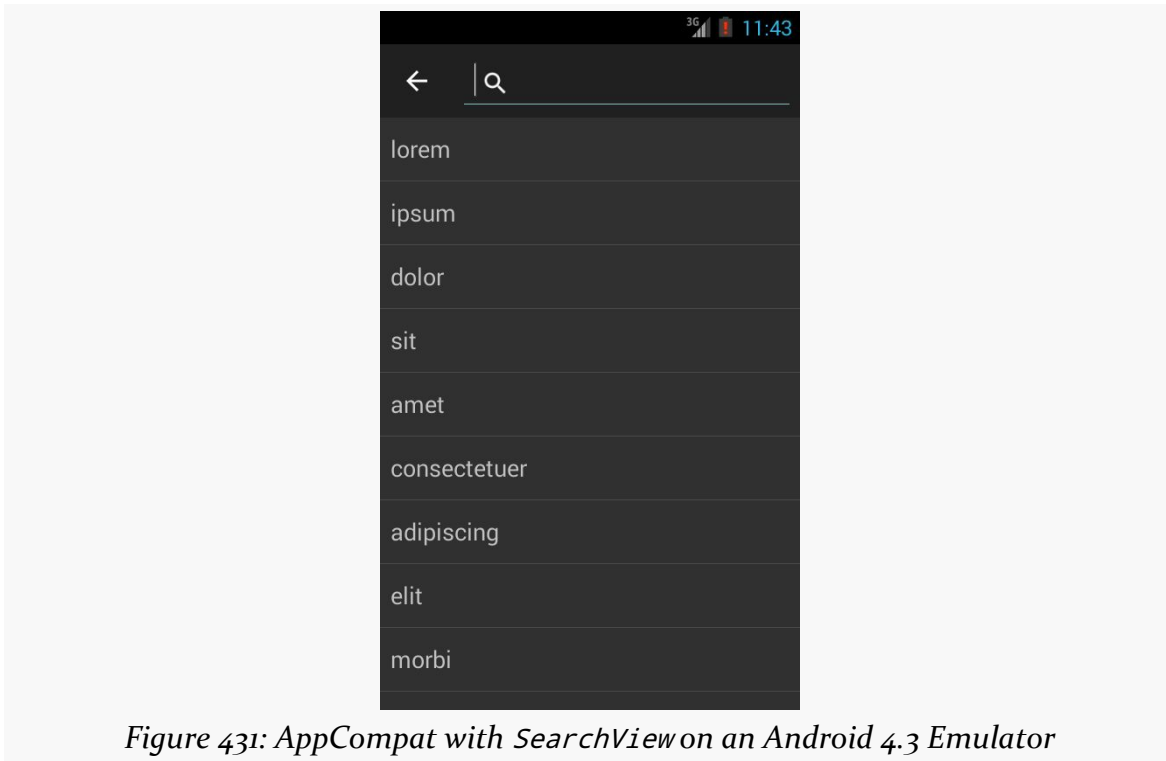 3G 11:43
lorem
ipsum
dolor
sit
amet
consectetuer
adipiscing
elit
morbi
Figure 431: AppCompat with SearchView on an Android 4.3 Emulator